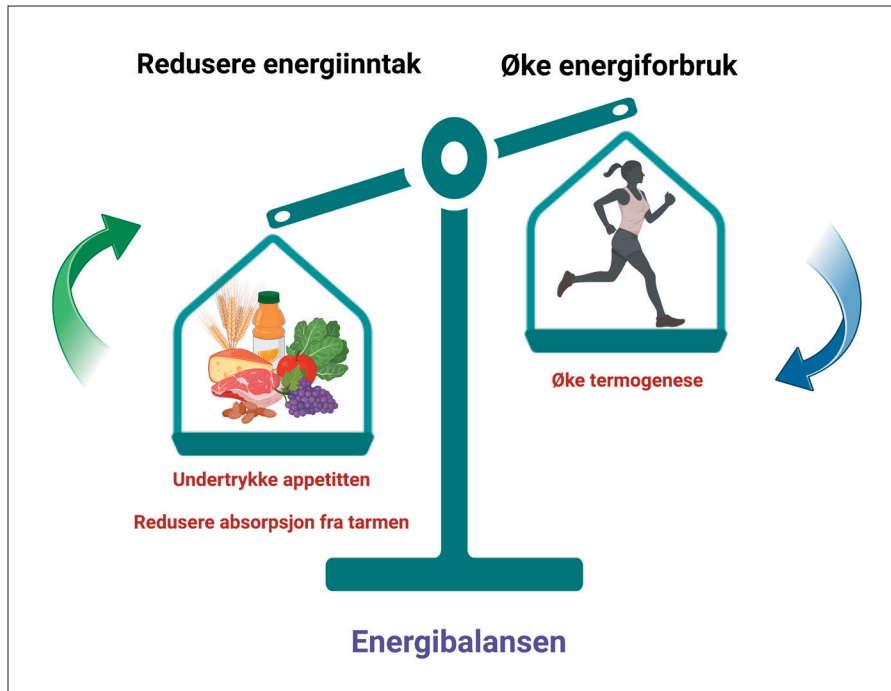 Redusere energiinntak
Øke energiforbruk
Øke termogenese
Undertrykke appetitten
Redusere absorpsjon fra tarmen
Energibalansen